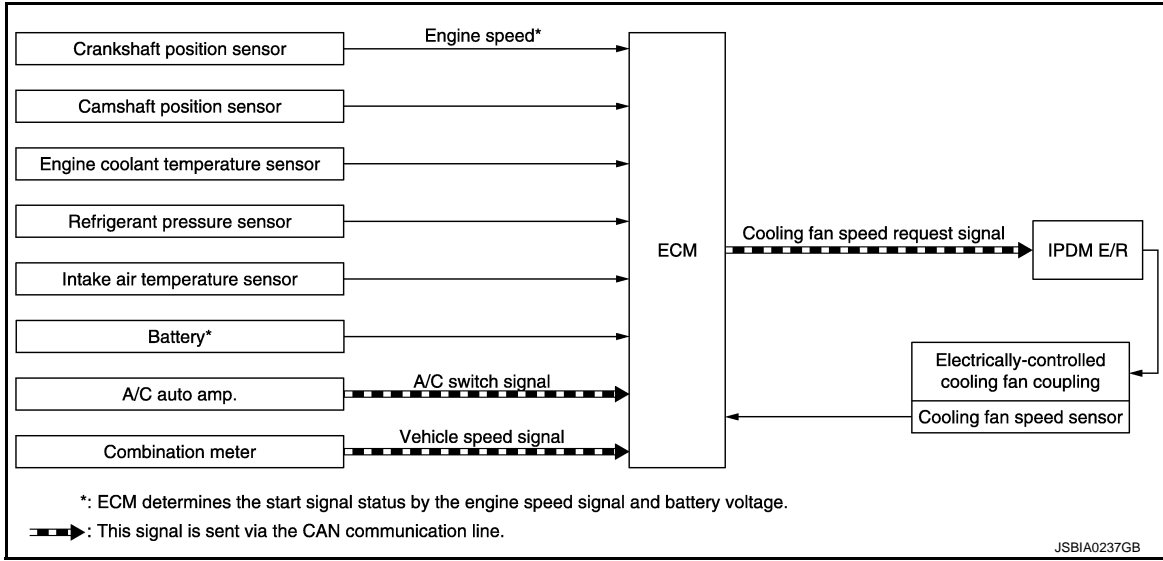 Crankshaft position sensor
Engine speed*
Camshaft position sensor
Engine coolant temperature sensor
Refrigerant pressure sensor
Intake air temperature sensor
Battery*
A/C auto amp.
A/C switch signal
Combination meter
Vehicle speed signal
ECM
Cooling fan speed request signal
IPDM E/R
Electrically-controlled
cooling fan coupling
Cooling fan speed sensor
*: ECM determines the start signal status by the engine speed signal and battery voltage.
: This signal is sent via the CAN communication line.
JSBIA0237GB